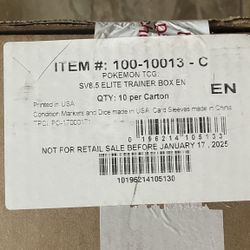 ITEM #: 100-10013 - C
POKEMON TCG:
SV8.5 ELITE TRAINER BOX EN
QTY: 10 per Carton
EN
Printed in USA
Condition: Markers and Dice made in USA. Card Sleeves made in China.
0 196214 105133
NOT FOR RETAIL SALE BEFORE JANUARY 17, 2025
10196214105130